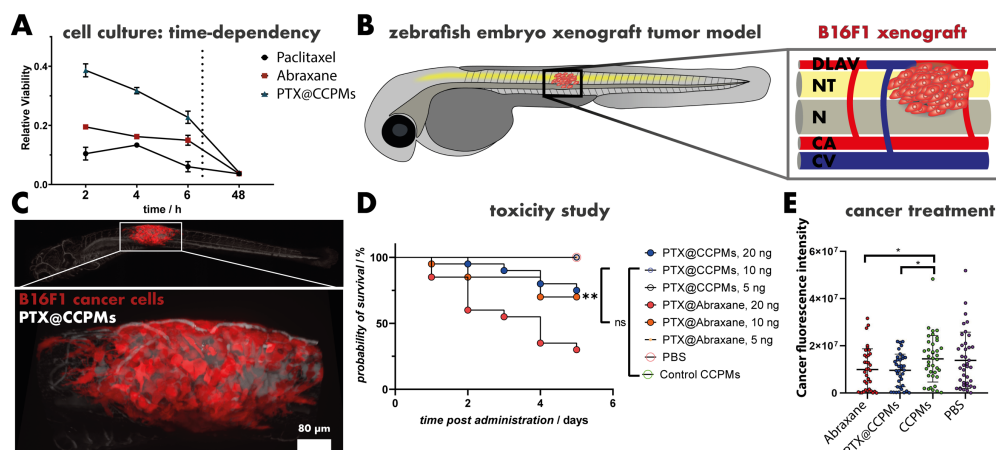 A cell culture: time-dependency
Relative Viability
0.4
0.2
0.0
2 4 6 48
time / h
Paclitaxel
Abraxane
PTX@CCPMs
B zebrafish embryo xenograft tumor model
B16F1 xenograft
DLAV
NT
N
CA
CV
C
B16F1 cancer cells
PTX@CCPMs
80 µm
D toxicity study
probability of survival / %
100
50
0
0 2 4 6
time post administration / days
**
ns
PTX@CCPMs, 20 ng
PTX@CCPMs, 10 ng
PTX@CCPMs, 5 ng
PTX@Abraxane, 20 ng
PTX@Abraxane, 10 ng
PTX@Abraxane, 5 ng
PBS
Control CCPMs
E cancer treatment
Cancer fluorescence intensity
6×10⁷
4×10⁷
2×10⁷
0
*
*
Abraxane
PTX@CCPMs
CCPMs
PBS